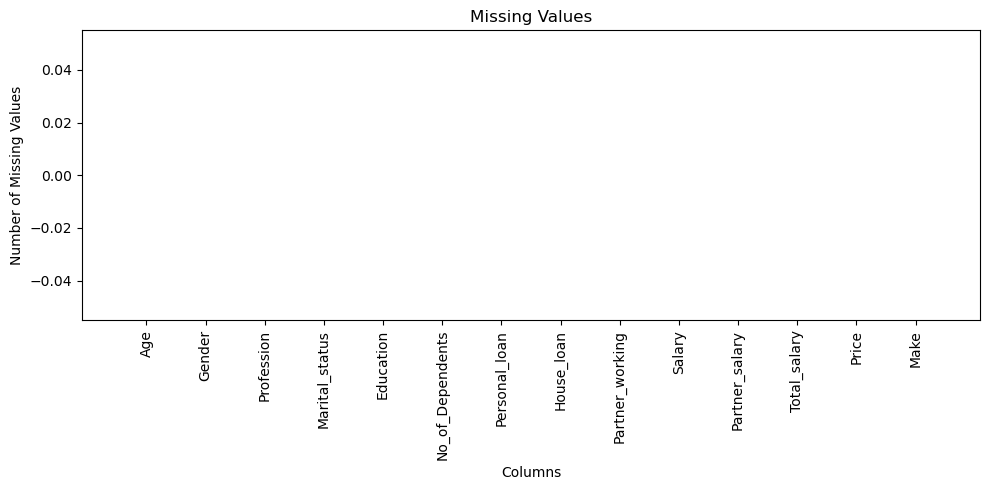 Missing Values
Number of Missing Values
0.04
0.02
0.00
−0.02
−0.04
Age
Gender
Profession
Marital_status
Education
No_of_Dependents
Personal_loan
House_loan
Partner_working
Salary
Partner_salary
Total_salary
Price
Make
Columns